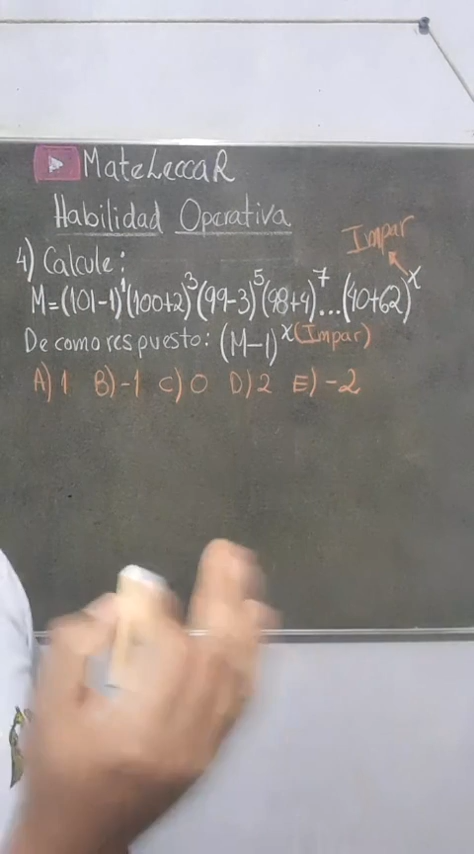 MateLeccaR
Habilidad Operativa
Impar
4) Calcule:
M=(101-1)¹(100+2)³(99-3)⁵(98+4)⁷...(40+62)ˣ
De como respuesto: (M-1)ˣ(Impar)
A) 1 B) -1 C) 0 D) 2 E) -2